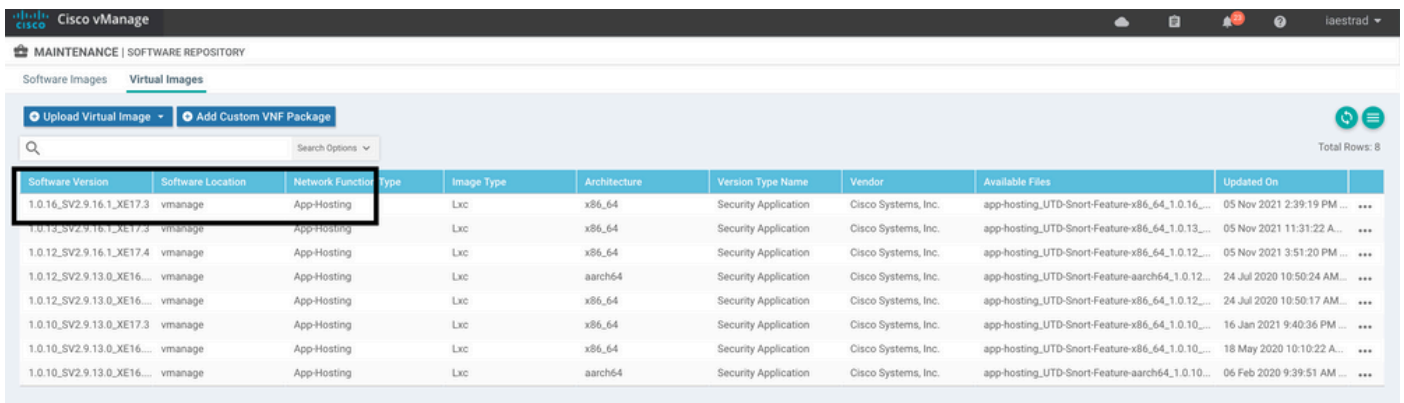 cisco Cisco vManage 23 iaestrad
MAINTENANCE | SOFTWARE REPOSITORY
Software Images Virtual Images
Upload Virtual Image Add Custom VNF Package
Search Options Total Rows: 8
Software Version Software Location Network Function Type Image Type Architecture Version Type Name Vendor Available Files Updated On
1.0.16_SV2.9.16.1_XE17.3 vmanage App-Hosting Lxc x86_64 Security Application Cisco Systems, Inc. app-hosting_UTD-Snort-Feature-x86_64_1.0.16_... 05 Nov 2021 2:39:19 PM ...
1.0.13_SV2.9.16.1_XE17.3 vmanage App-Hosting Lxc x86_64 Security Application Cisco Systems, Inc. app-hosting_UTD-Snort-Feature-x86_64_1.0.13_... 05 Nov 2021 11:31:22 A...
1.0.12_SV2.9.16.1_XE17.4 vmanage App-Hosting Lxc x86_64 Security Application Cisco Systems, Inc. app-hosting_UTD-Snort-Feature-x86_64_1.0.12_... 05 Nov 2021 3:51:20 PM ...
1.0.12_SV2.9.13.0_XE16.... vmanage App-Hosting Lxc aarch64 Security Application Cisco Systems, Inc. app-hosting_UTD-Snort-Feature-aarch64_1.0.12... 24 Jul 2020 10:50:24 AM...
1.0.12_SV2.9.13.0_XE16.... vmanage App-Hosting Lxc x86_64 Security Application Cisco Systems, Inc. app-hosting_UTD-Snort-Feature-x86_64_1.0.12_... 24 Jul 2020 10:50:17 AM...
1.0.10_SV2.9.13.0_XE17.3 vmanage App-Hosting Lxc x86_64 Security Application Cisco Systems, Inc. app-hosting_UTD-Snort-Feature-x86_64_1.0.10_... 16 Jan 2021 9:40:36 PM ...
1.0.10_SV2.9.13.0_XE16.... vmanage App-Hosting Lxc x86_64 Security Application Cisco Systems, Inc. app-hosting_UTD-Snort-Feature-x86_64_1.0.10_... 18 May 2020 10:10:22 A...
1.0.10_SV2.9.13.0_XE16.... vmanage App-Hosting Lxc aarch64 Security Application Cisco Systems, Inc. app-hosting_UTD-Snort-Feature-aarch64_1.0.10... 06 Feb 2020 9:39:51 AM ...